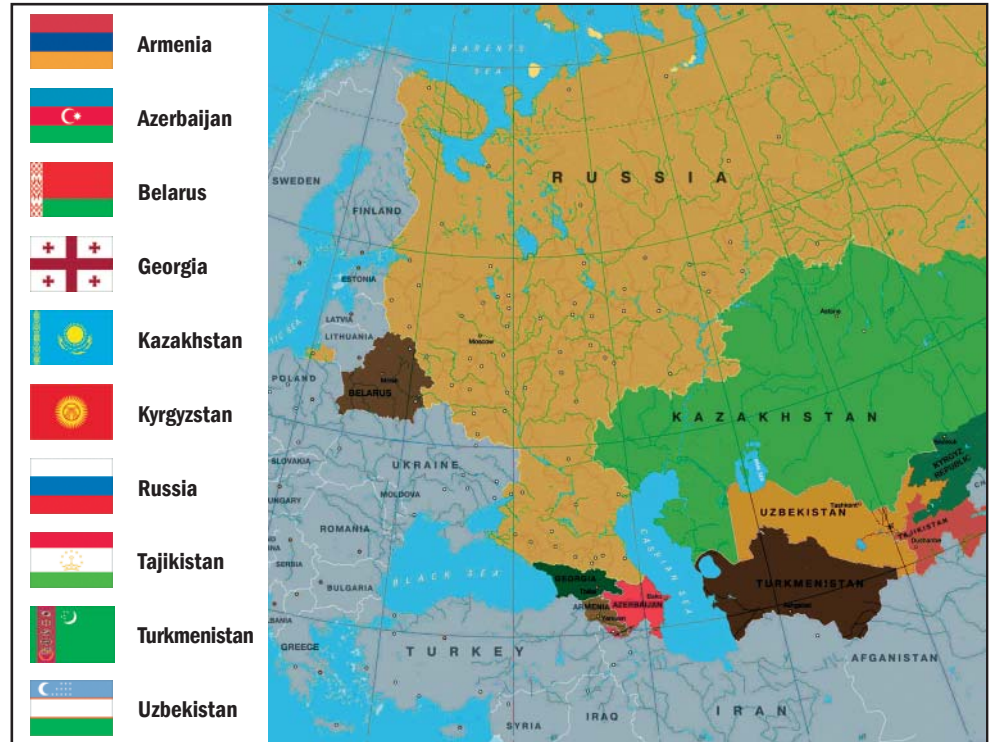 Armenia
Azerbaijan
Belarus
Georgia
Kazakhstan
Kyrgyzstan
Russia
Tajikistan
Turkmenistan
Uzbekistan
BARENTS
SEA
RUSSIA
SWEDEN
FINLAND
ESTONIA
LATVIA
LITHUANIA
Moscow
Astana
POLAND
Minsk
BELARUS
KAZAKHSTAN
SLOVAKIA
UKRAINE
MOLDOVA
ROMANIA
SERBIA
BULGARIA
BLACK SEA
CASPIAN SEA
KYRGYZ
REPUBLIC
UZBEKISTAN
Tashkent
TAJIKISTAN
Dushanbe
TURKMENISTAN
GEORGIA
ARMENIA
Yerevan
AZERBAIJAN
Baku
GREECE
TURKEY
SYRIA
IRAQ
IRAN
AFGANISTAN